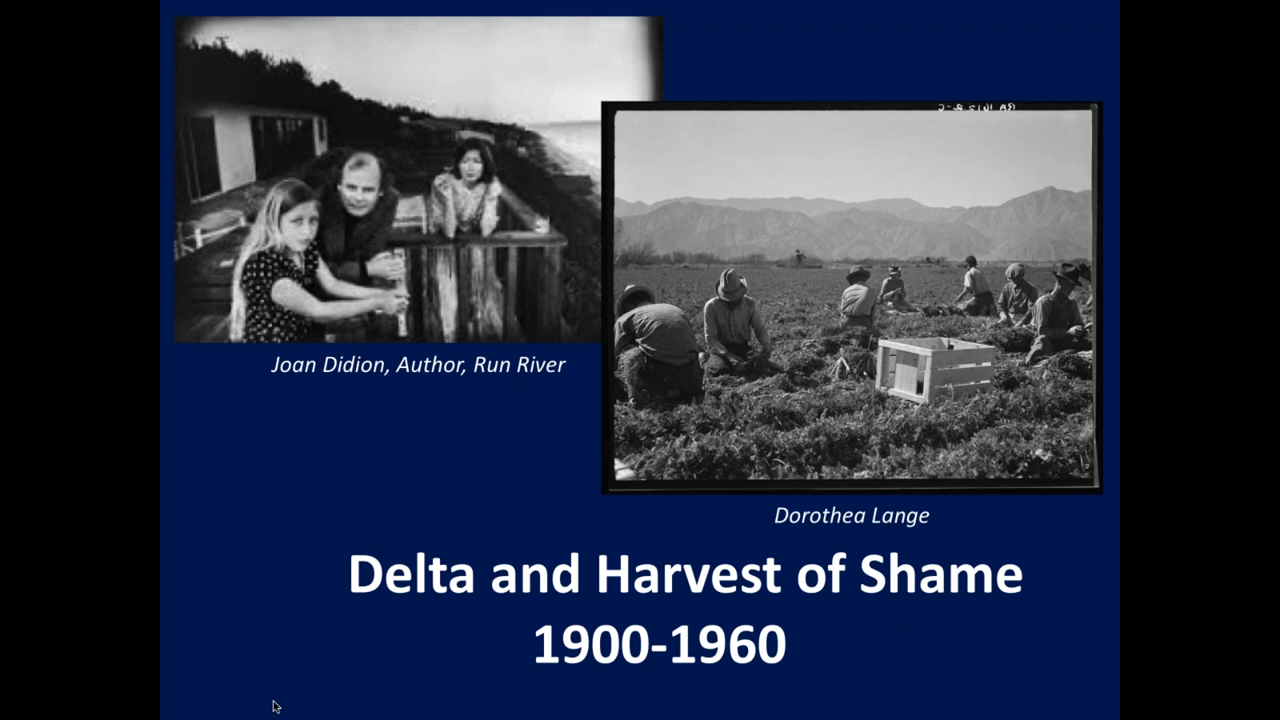 Joan Didion, Author, Run River
Dorothea Lange
Delta and Harvest of Shame
1900-1960